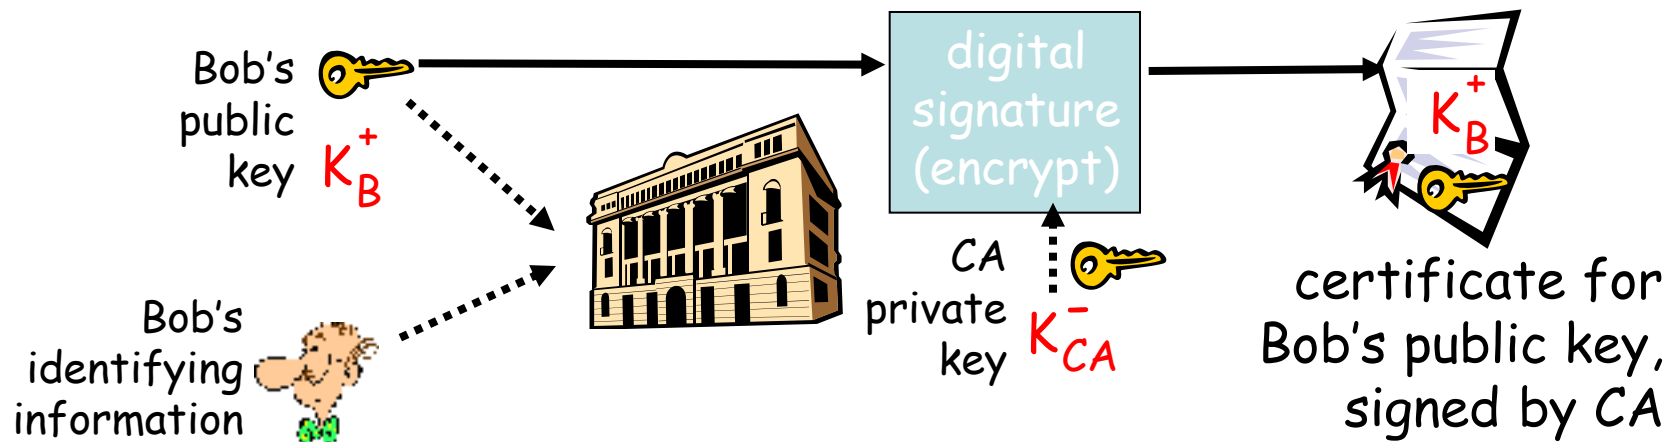 Bob's
public
key
K
+
B
Bob's
identifying
information
digital
signature
(encrypt)
CA
private
key
K
-
CA
K
+
B
certificate for
Bob's public key,
signed by CA